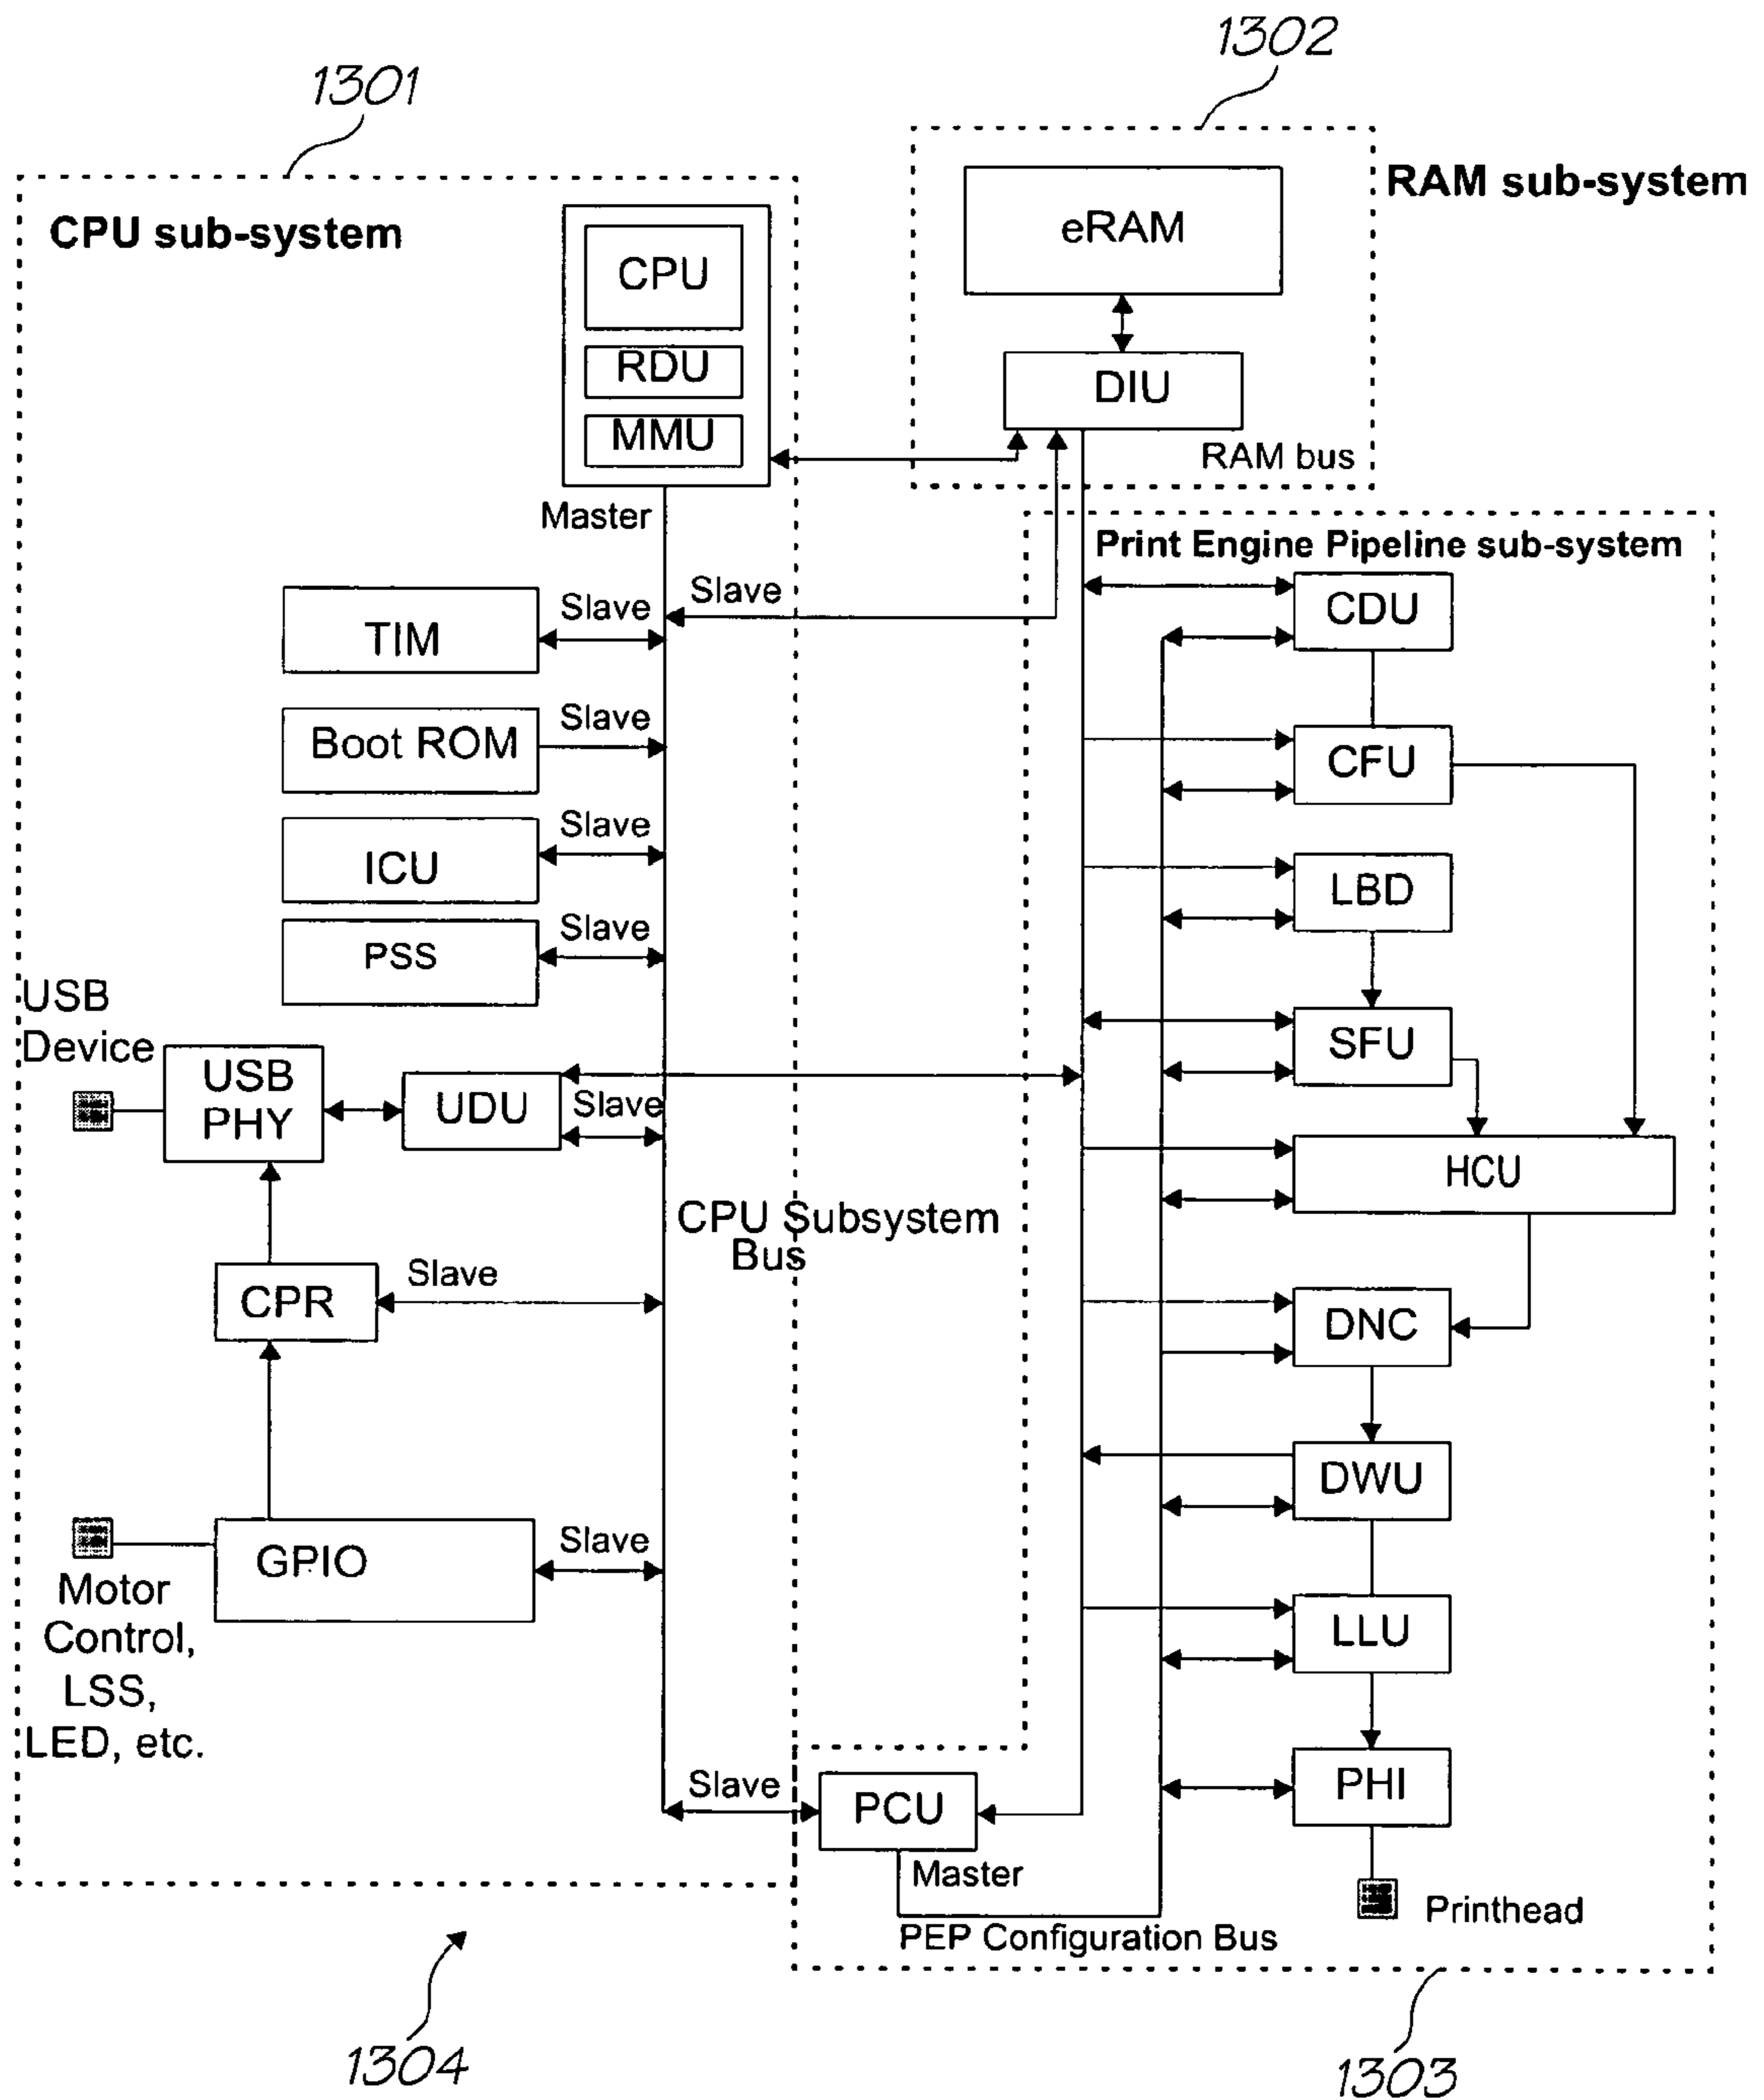 1302
1301
RAM sub-system
CPU sub-system
eRAM
CPU
RDU
DIU
MMU
RAM bus
Master
Print Engine Pipeline sub-system
Slave
Slave
CDU
TIM
Slave
Boot ROM
CFU
Slave
ICU
LBD
Slave
PSS
USB
Device
SFU
USB
PHY
UDU
Slave
HCU
CPU Subsystem
Bus
Slave
CPR
DNC
DWU
Slave
GPIO
Motor
Control,
LSS,
LED, etc.
LLU
Slave
PCU
PHI
Master
Printhead
PEP Configuration Bus
1304
1303